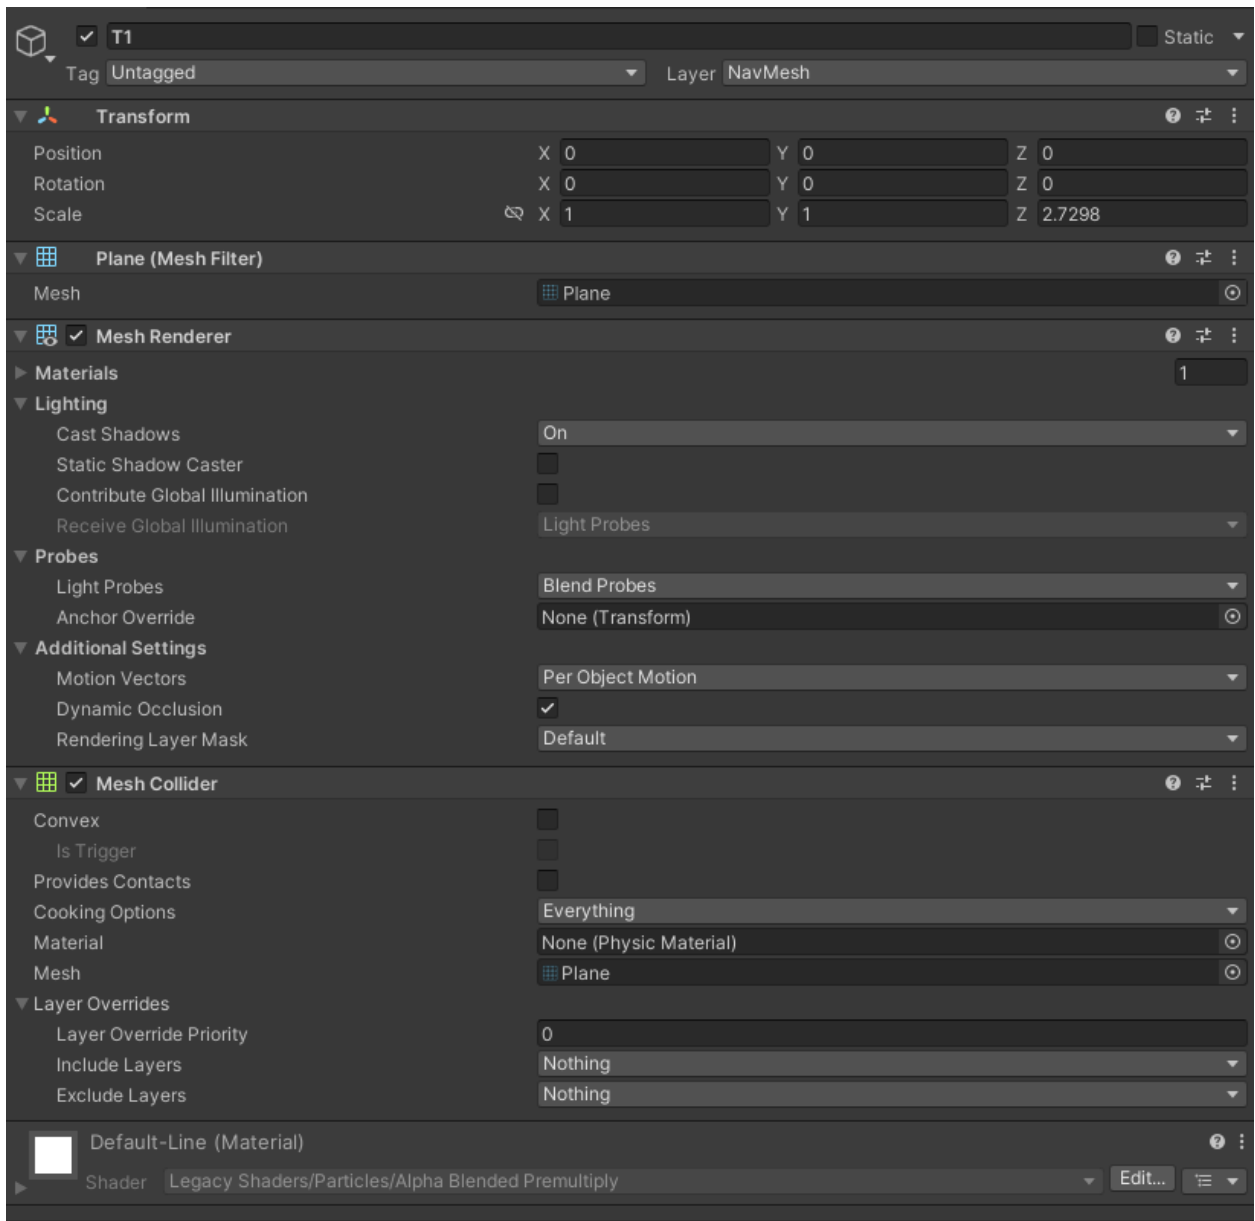 T1 Static
Tag Untagged Layer NavMesh
Transform
Position X 0 Y 0 Z 0
Rotation X 0 Y 0 Z 0
Scale X 1 Y 1 Z 2.7298
Plane (Mesh Filter)
Mesh Plane
Mesh Renderer
Materials 1
Lighting
Cast Shadows On
Static Shadow Caster
Contribute Global Illumination
Receive Global Illumination Light Probes
Probes
Light Probes Blend Probes
Anchor Override None (Transform)
Additional Settings
Motion Vectors Per Object Motion
Dynamic Occlusion
Rendering Layer Mask Default
Mesh Collider
Convex
Is Trigger
Provides Contacts
Cooking Options Everything
Material None (Physic Material)
Mesh Plane
Layer Overrides
Layer Override Priority 0
Include Layers Nothing
Exclude Layers Nothing
Default-Line (Material)
Shader Legacy Shaders/Particles/Alpha Blended Premultiply Edit...